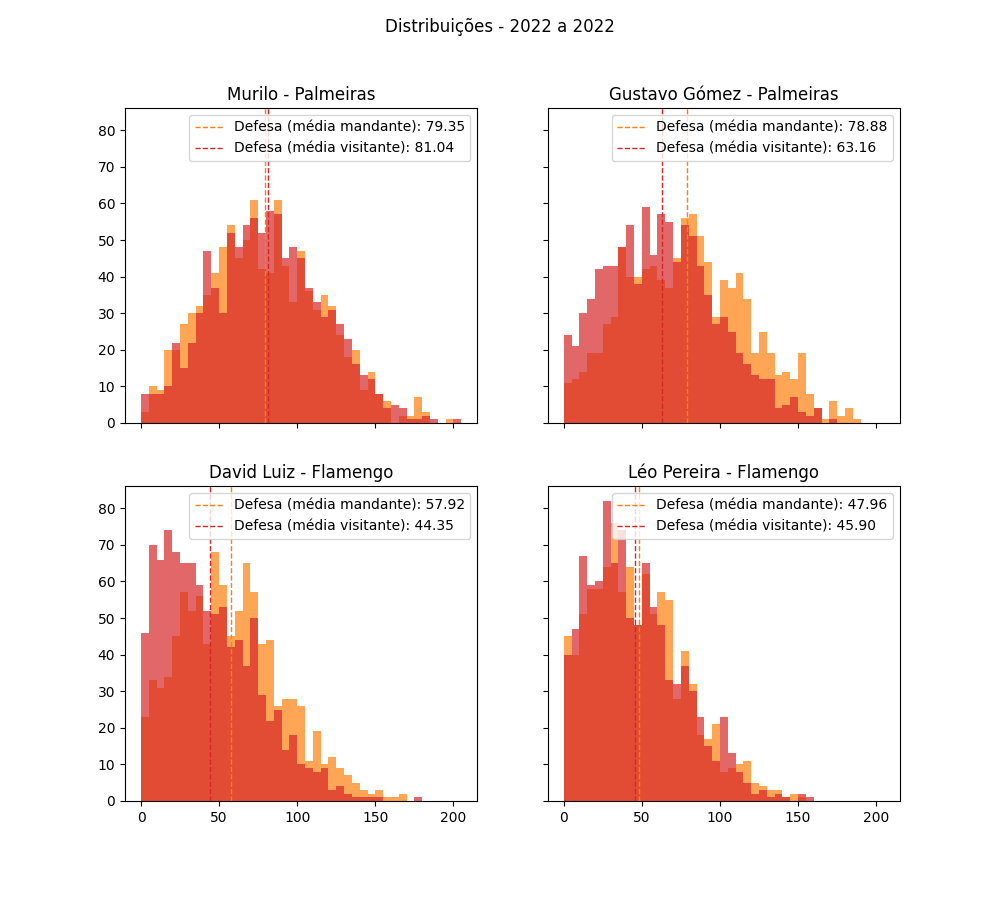 Distribuições - 2022 a 2022
Murilo - Palmeiras
Gustavo Gómez - Palmeiras
Defesa (média mandante): 79.35
Defesa (média visitante): 81.04
Defesa (média mandante): 78.88
Defesa (média visitante): 63.16
80
70
60
50
40
30
20
10
0
David Luiz - Flamengo
Léo Pereira - Flamengo
Defesa (média mandante): 57.92
Defesa (média visitante): 44.35
Defesa (média mandante): 47.96
Defesa (média visitante): 45.90
80
70
60
50
40
30
20
10
0
0 50 100 150 200
0 50 100 150 200